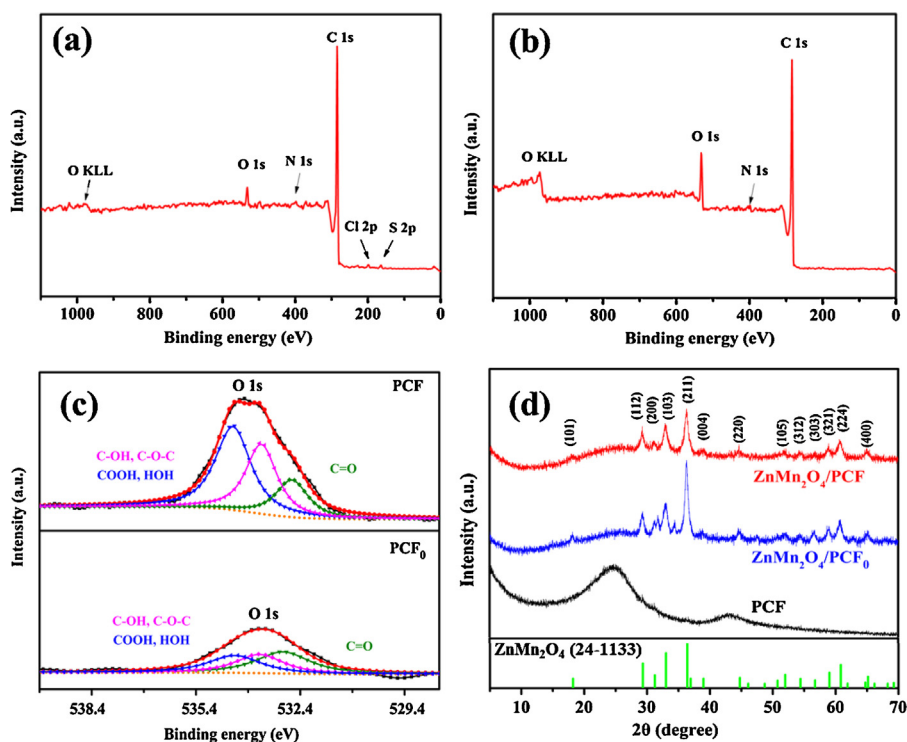 (a)
C 1s
O KLL
O 1s
N 1s
Cl 2p
S 2p
Intensity (a.u.)
1000 800 600 400 200 0
Binding energy (eV)
(b)
C 1s
O 1s
O KLL
N 1s
Intensity (a.u.)
1000 800 600 400 200 0
Binding energy (eV)
(c)
O 1s
PCF
C-OH, C-O-C
COOH, HOH
C=O
PCF₀
O 1s
C-OH, C-O-C
COOH, HOH
C=O
Intensity (a.u.)
538.4 535.4 532.4 529.4
Binding energy (eV)
(d)
(101) (112) (200) (103) (211) (004) (220) (105) (312) (303) (321) (224) (400)
ZnMn₂O₄/PCF
ZnMn₂O₄/PCF₀
PCF
ZnMn₂O₄ (24-1133)
Intensity (a.u.)
10 20 30 40 50 60 70
2θ (degree)